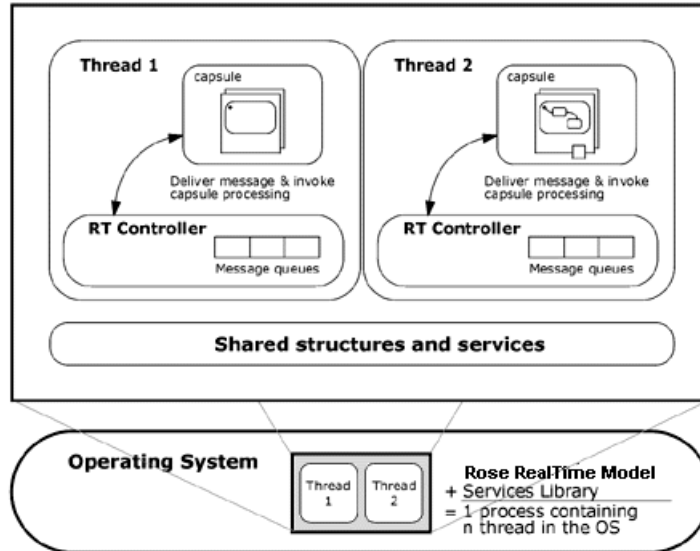 Thread 1
capsule
Deliver message & invoke
capsule processing
RT Controller
Message queues
Thread 2
capsule
Deliver message & invoke
capsule processing
RT Controller
Message queues
Shared structures and services
Operating System
Thread
1
Thread
2
Rose RealTime Model
+ Services Library
= 1 process containing
n thread in the OS